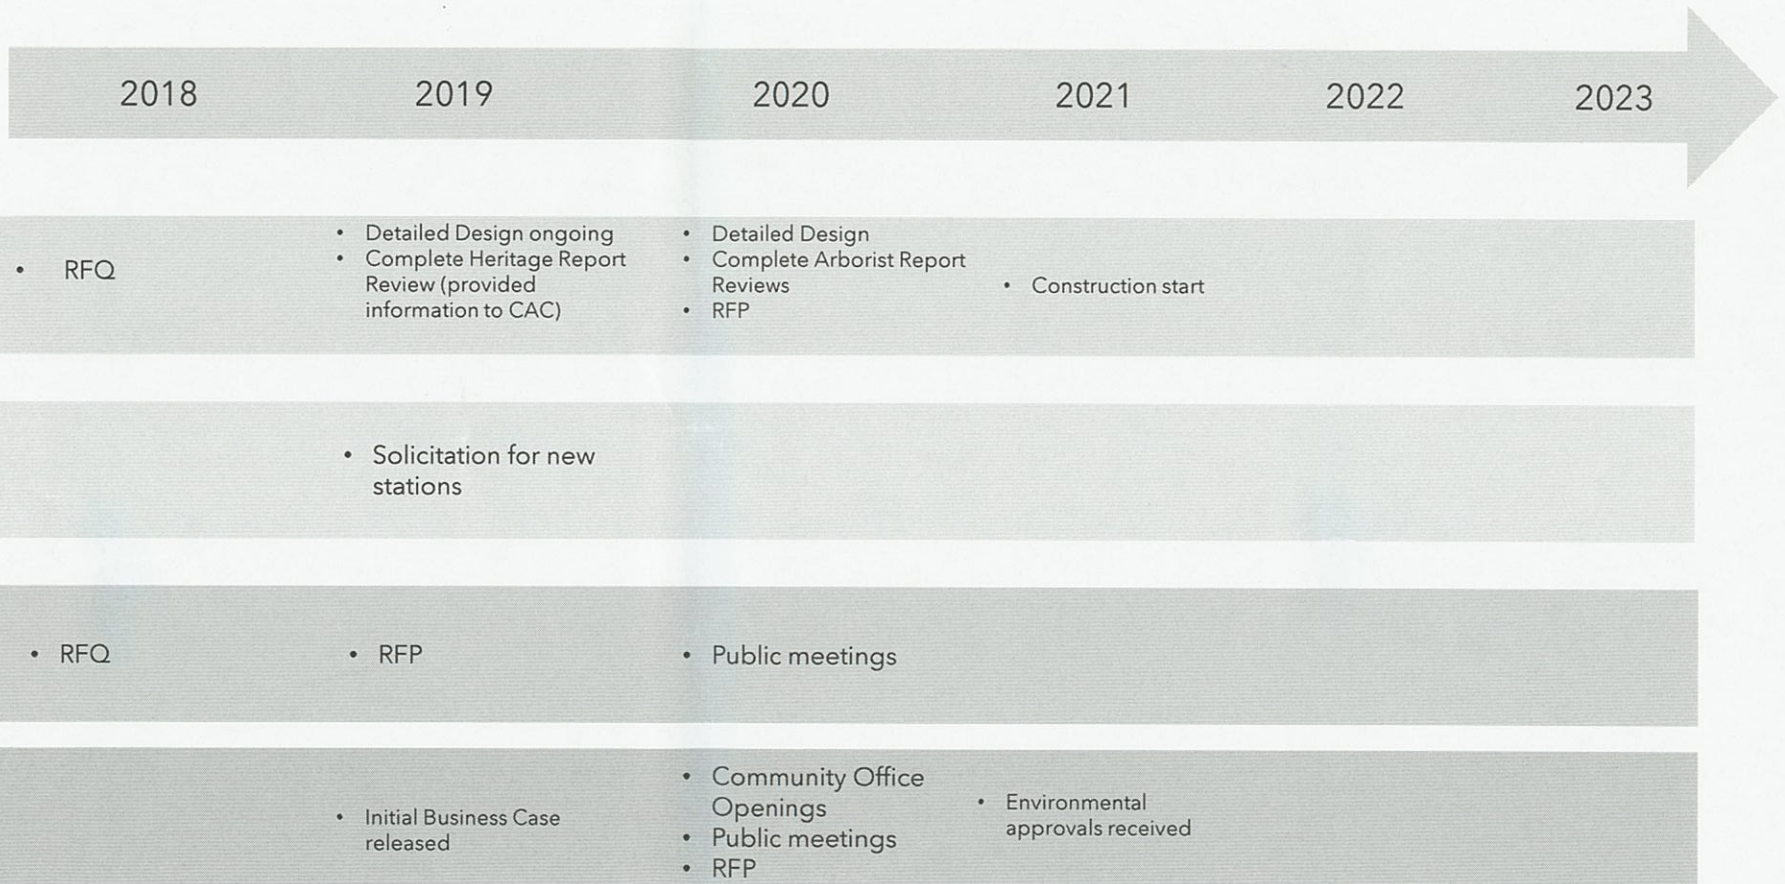 2018 2019 2020 2021 2022 2023
• RFQ
• Detailed Design ongoing
• Complete Heritage Report
Review (provided
information to CAC)
• Detailed Design
• Complete Arborist Report
Reviews
• RFP
• Construction start
• Solicitation for new
stations
• RFQ
• RFP
• Public meetings
• Initial Business Case
released
• Community Office
Openings
• Public meetings
• RFP
• Environmental
approvals received